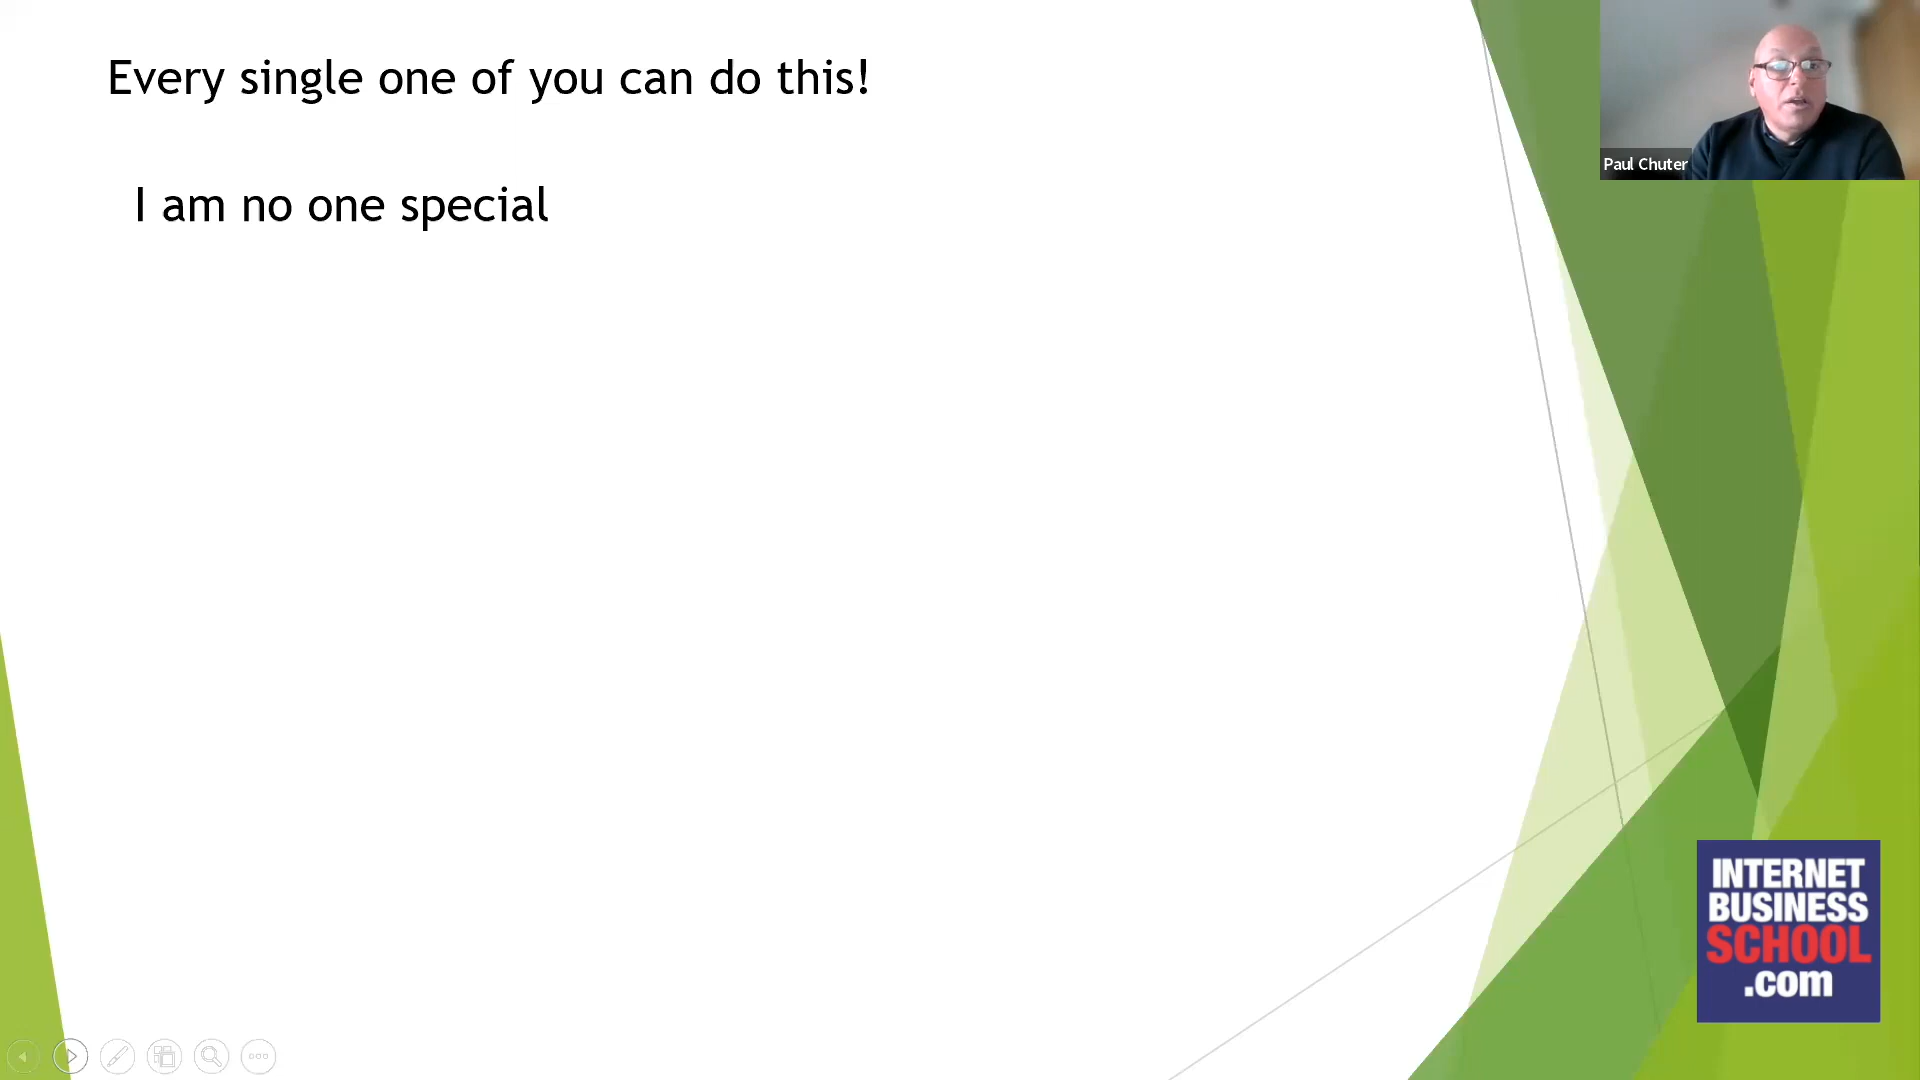 Every single one of you can do this!
I am no one special
Paul Chuter
INTERNET
BUSINESS
SCHOOL
.com